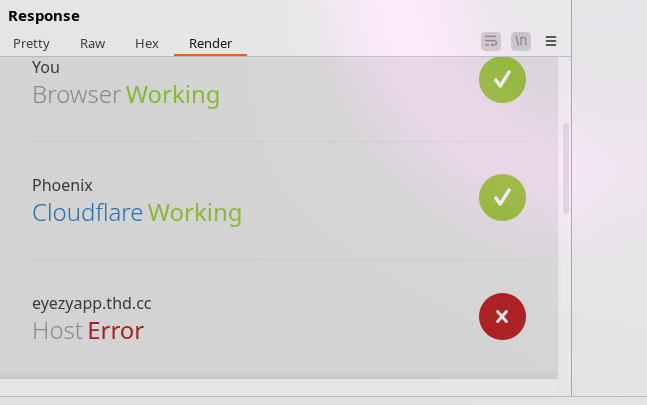 Response
Pretty Raw Hex Render \n
You
Browser Working
Phoenix
Cloudflare Working
eyezyapp.thd.cc
Host Error